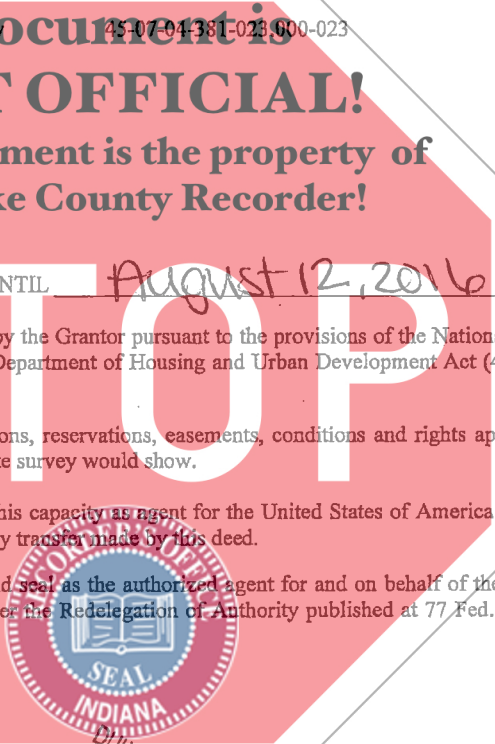 ocument is
45-07-04-381-023.000-023
T OFFICIAL!
ment is the property of
ke County Recorder!
NTIL August 12, 2016
STOP
by the Grantor pursuant to the provisions of the Nation
Department of Housing and Urban Development Act (4
ons, reservations, easements, conditions and rights ap
te survey would show.
his capacity as agent for the United States of America
y transfer made by this deed.
d seal as the authorized agent for and on behalf of the
er the Redelegation of Authority published at 77 Fed.
RECORDER'S OFFICE
SEAL
INDIANA